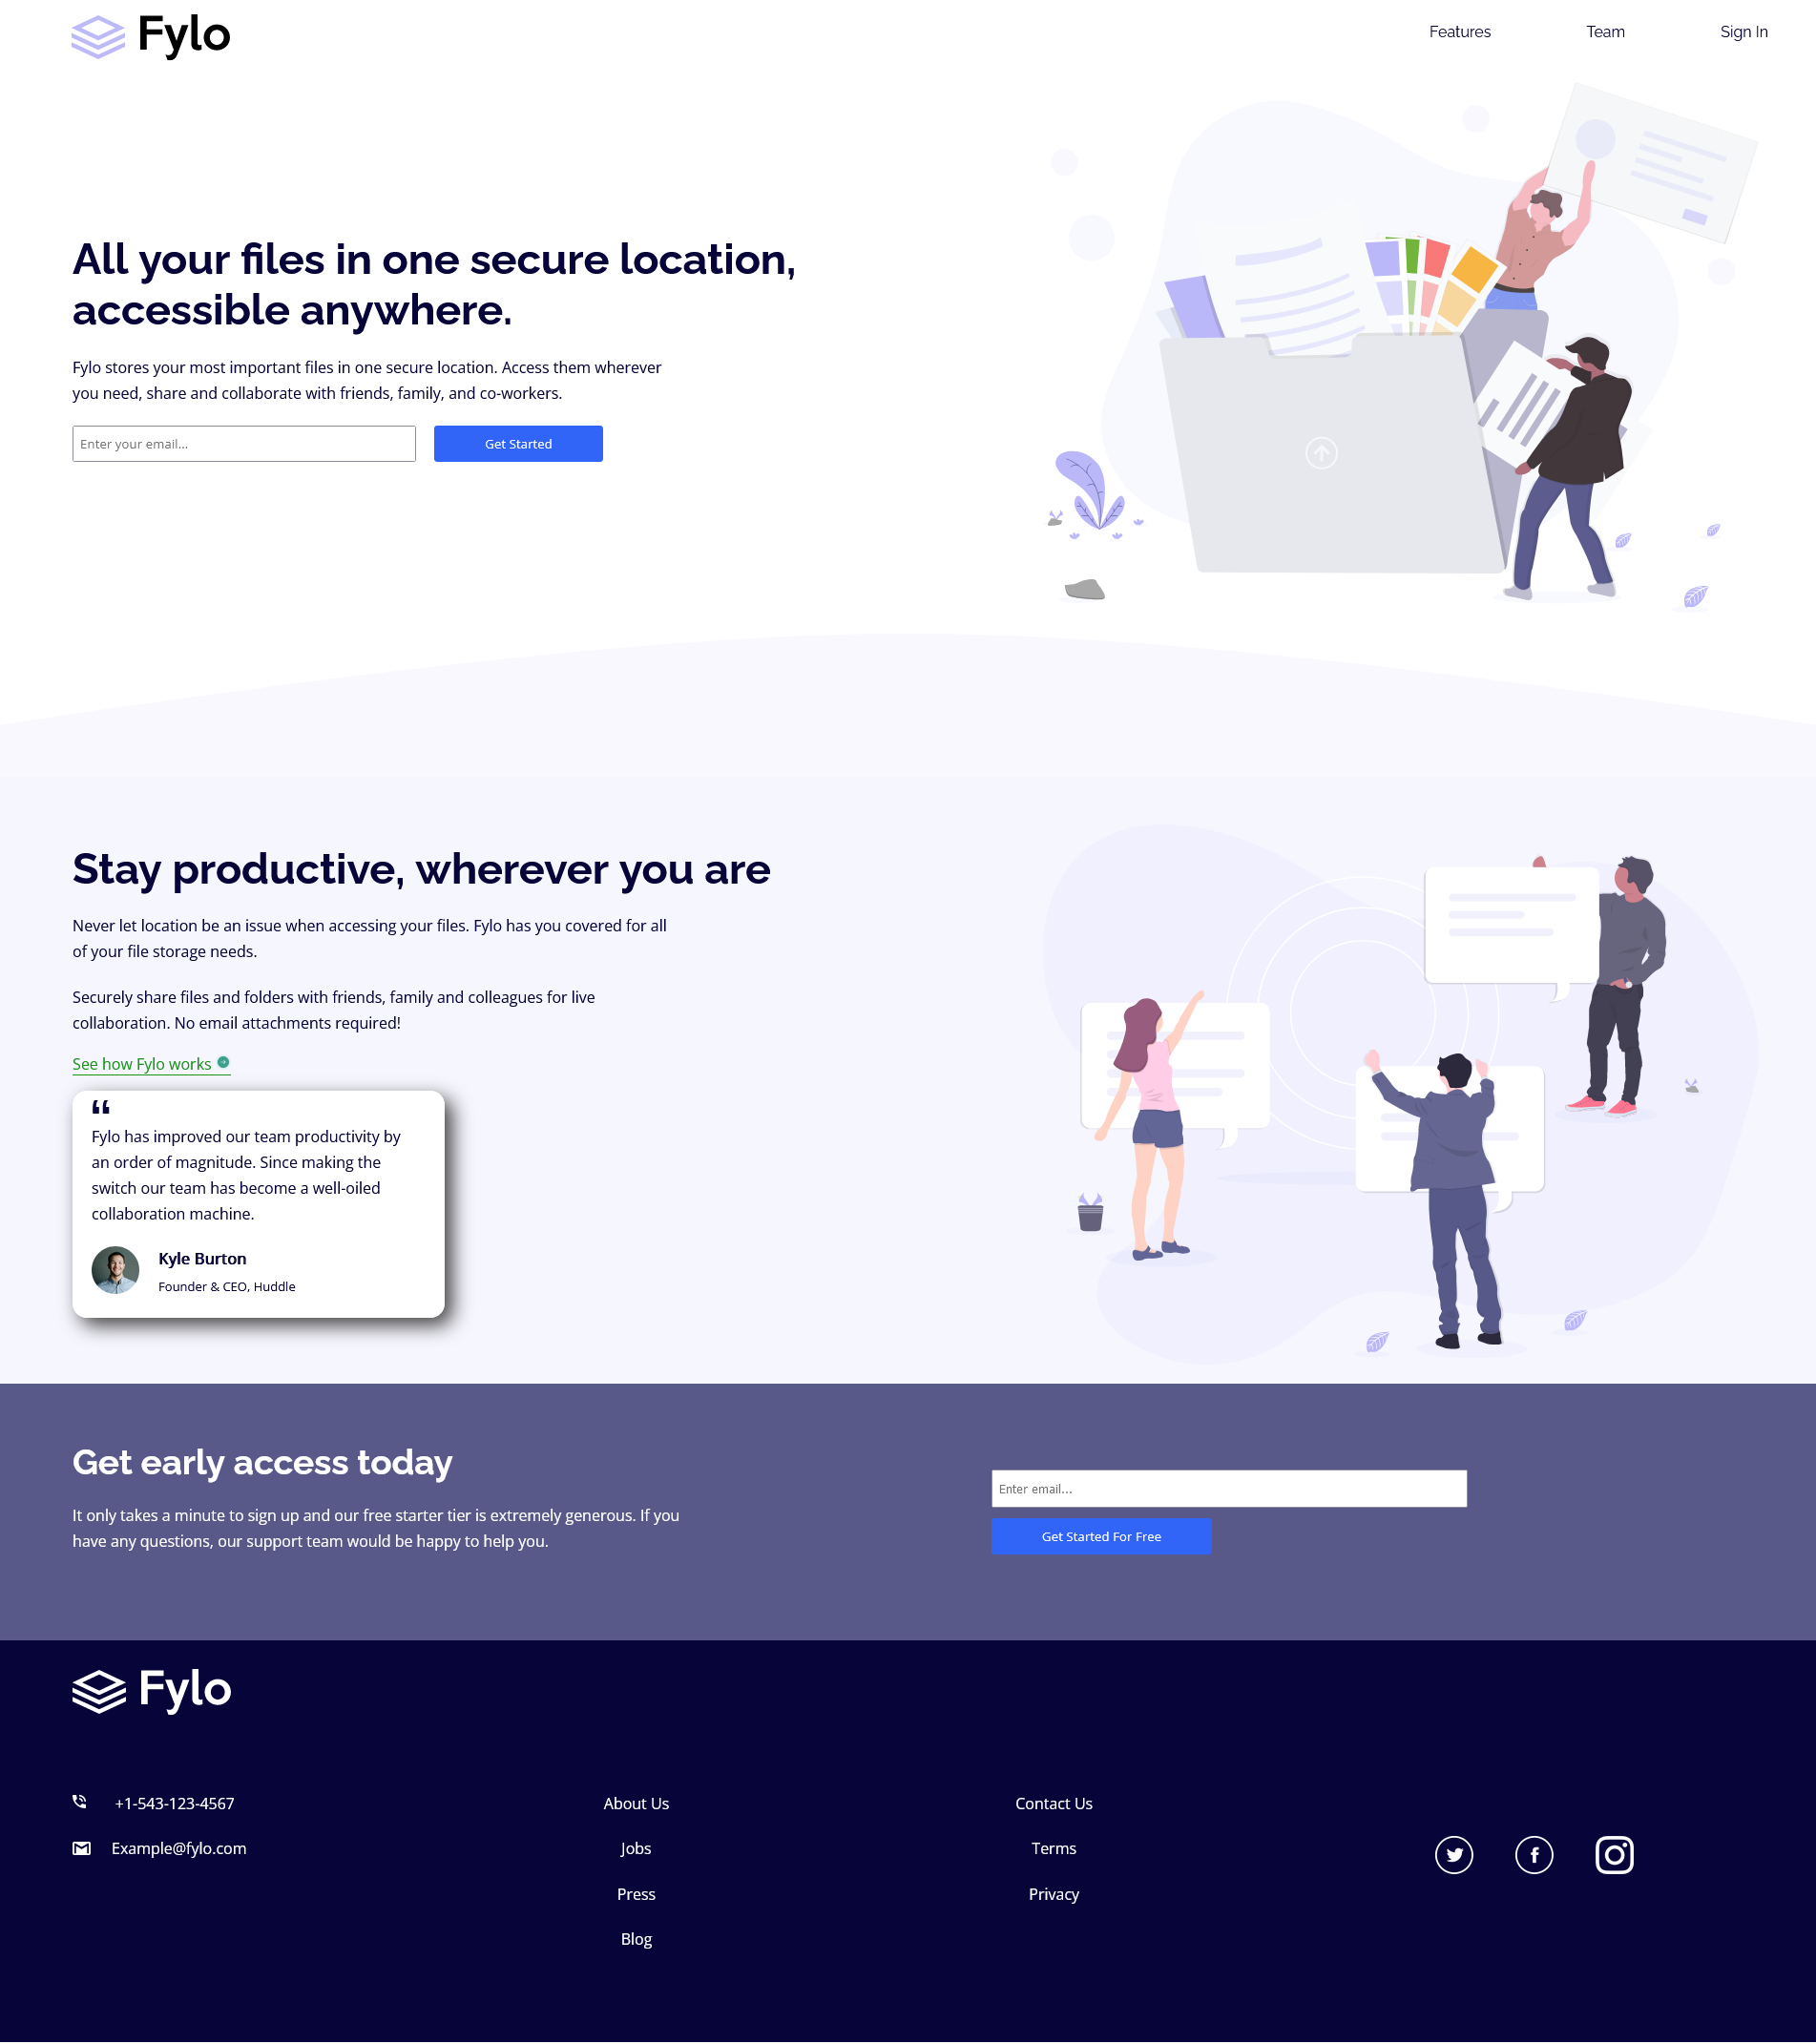 Fylo
Features
Team
Sign In
All your files in one secure location,
accessible anywhere.
Fylo stores your most important files in one secure location. Access them wherever
you need, share and collaborate with friends, family, and co-workers.
Enter your email...
Get Started
Stay productive, wherever you are
Never let location be an issue when accessing your files. Fylo has you covered for all
of your file storage needs.
Securely share files and folders with friends, family and colleagues for live
collaboration. No email attachments required!
See how Fylo works
“
Fylo has improved our team productivity by
an order of magnitude. Since making the
switch our team has become a well-oiled
collaboration machine.
Kyle Burton
Founder & CEO, Huddle
Get early access today
It only takes a minute to sign up and our free starter tier is extremely generous. If you
have any questions, our support team would be happy to help you.
Enter email...
Get Started For Free
Fylo
+1-543-123-4567
Example@fylo.com
About Us
Jobs
Press
Blog
Contact Us
Terms
Privacy